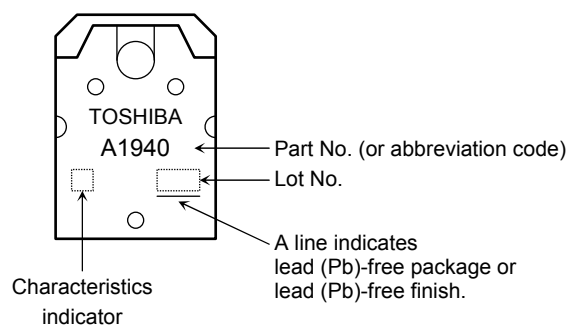 TOSHIBA
A1940
Part No. (or abbreviation code)
Lot No.
A line indicates
lead (Pb)-free package or
lead (Pb)-free finish.
Characteristics
indicator